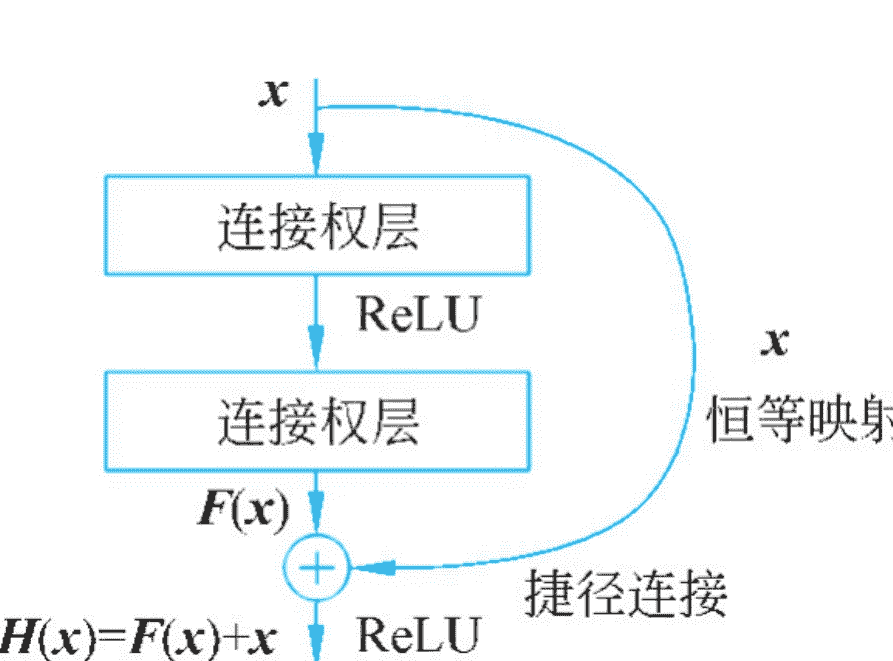 x
连接权层
ReLU
x
连接权层
恒等映射
F(x)
捷径连接
H(x)=F(x)+x
ReLU